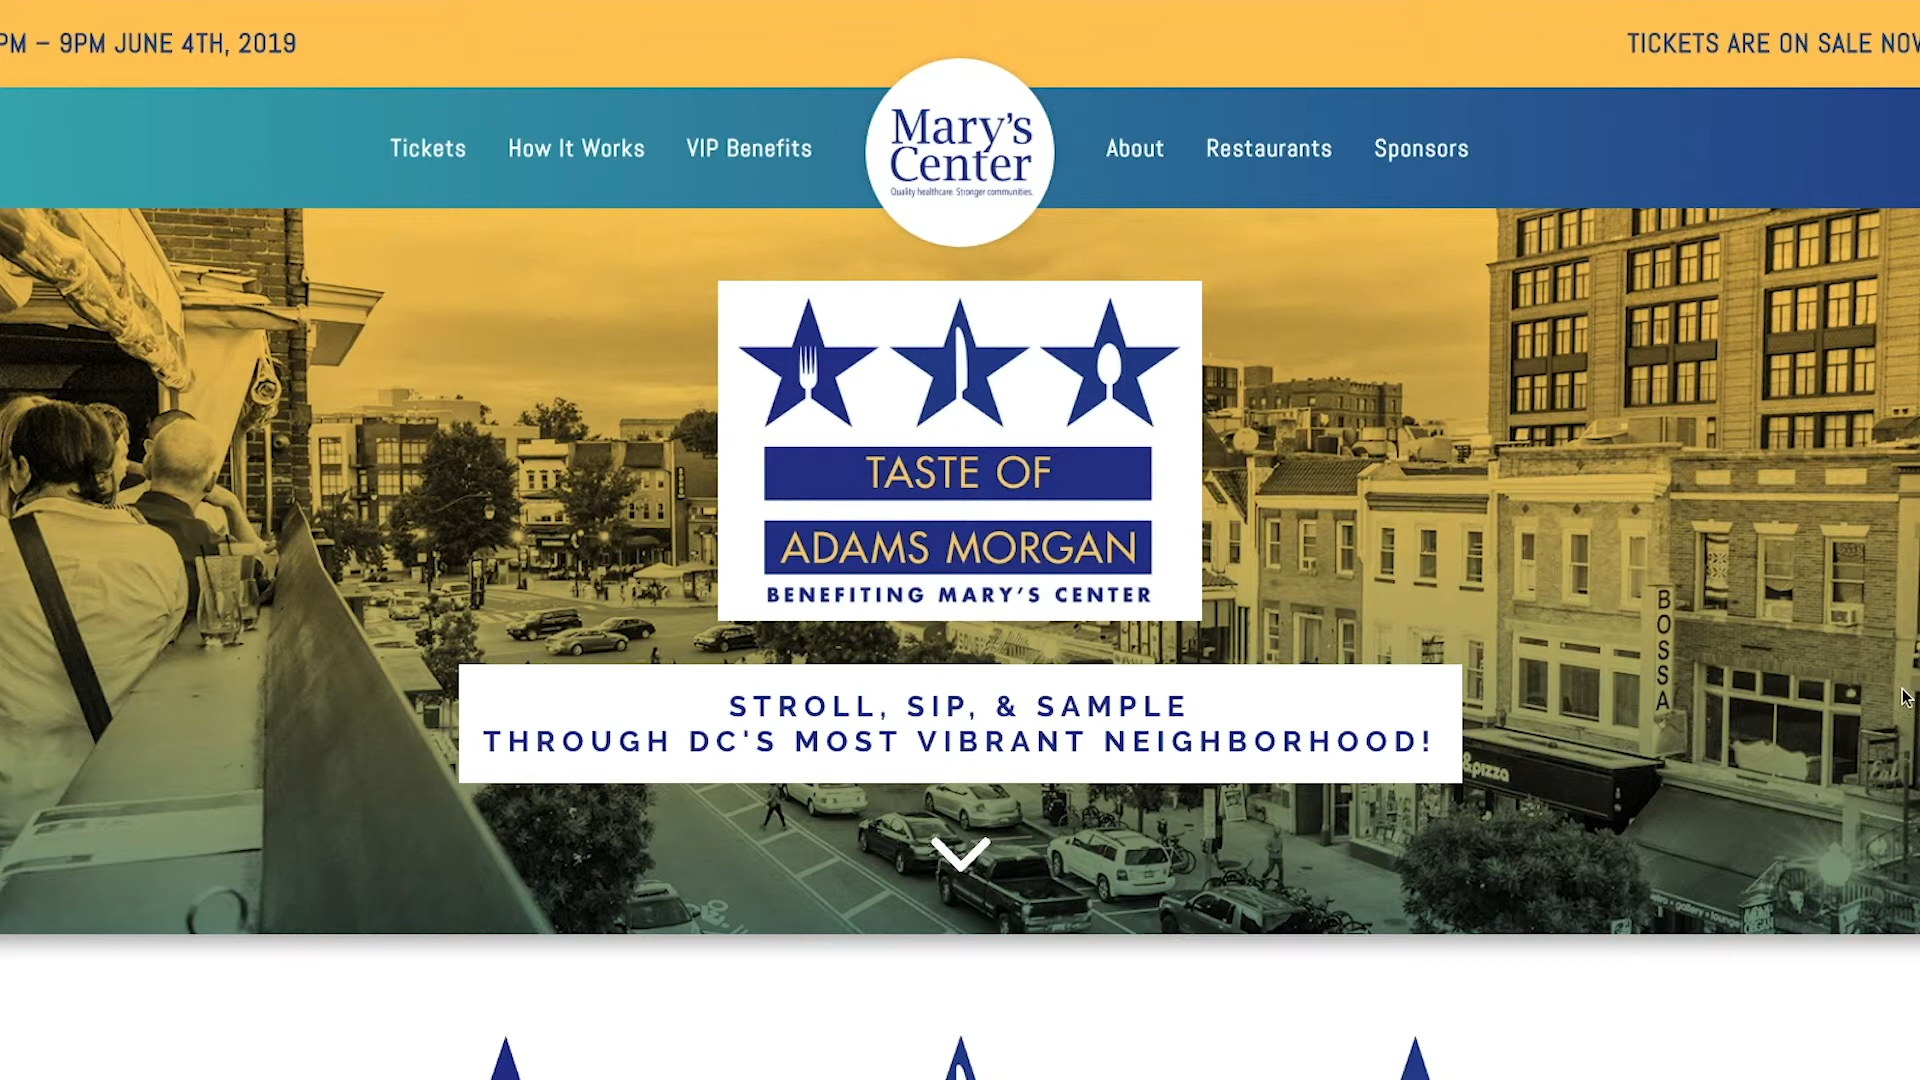 PM – 9PM JUNE 4TH, 2019
TICKETS ARE ON SALE NOW
Tickets
How It Works
VIP Benefits
Mary's
Center
Quality healthcare. Stronger communities.
About
Restaurants
Sponsors
TASTE OF
ADAMS MORGAN
BENEFITING MARY'S CENTER
STROLL, SIP, & SAMPLE
THROUGH DC'S MOST VIBRANT NEIGHBORHOOD!
BOSSA
&pizza